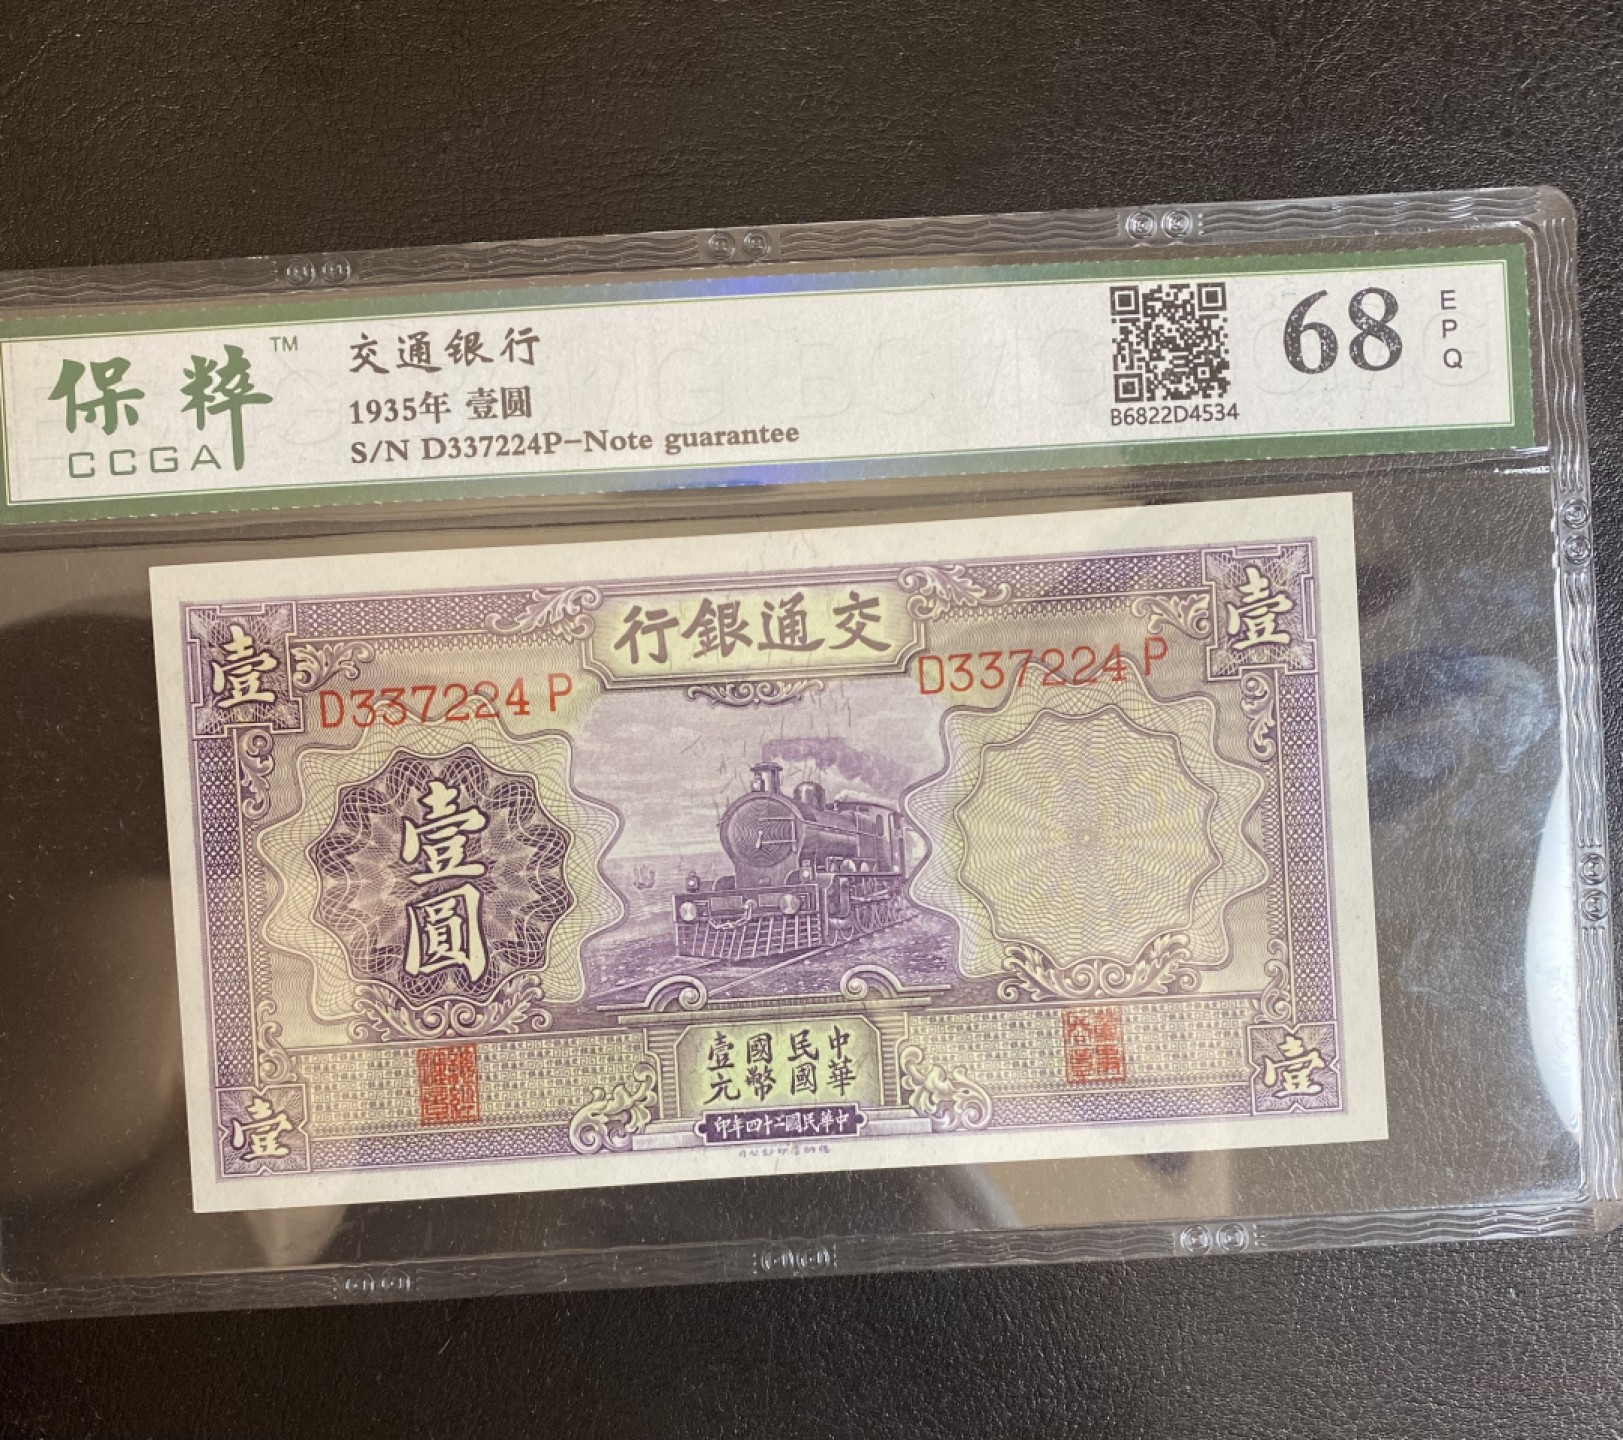 保粹™
CCGA
交通银行
1935年 壹圆
S/N D337224P-Note guarantee
B6822D4534
68
EPQ
行銀通交
壹
壹
D337224P
D337224P
壹圓
中華
民國
國幣
壹元
印年四十二國民華中
壹
壹